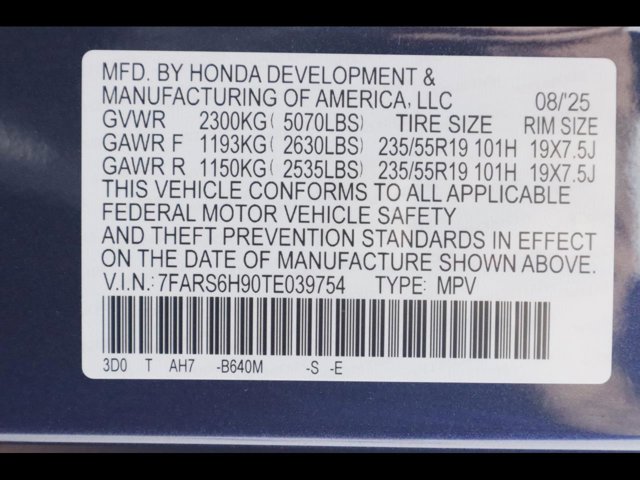 MFD. BY HONDA DEVELOPMENT &
MANUFACTURING OF AMERICA, LLC 08/'25
GVWR 2300KG( 5070LBS) TIRE SIZE RIM SIZE
GAWR F 1193KG( 2630LBS) 235/55R19 101H 19X7.5J
GAWR R 1150KG( 2535LBS) 235/55R19 101H 19X7.5J
THIS VEHICLE CONFORMS TO ALL APPLICABLE
FEDERAL MOTOR VEHICLE SAFETY
AND THEFT PREVENTION STANDARDS IN EFFECT
ON THE DATE OF MANUFACTURE SHOWN ABOVE.
V.I.N.: 7FARS6H90TE039754 TYPE: MPV
3D0 T AH7 -B640M -S -E